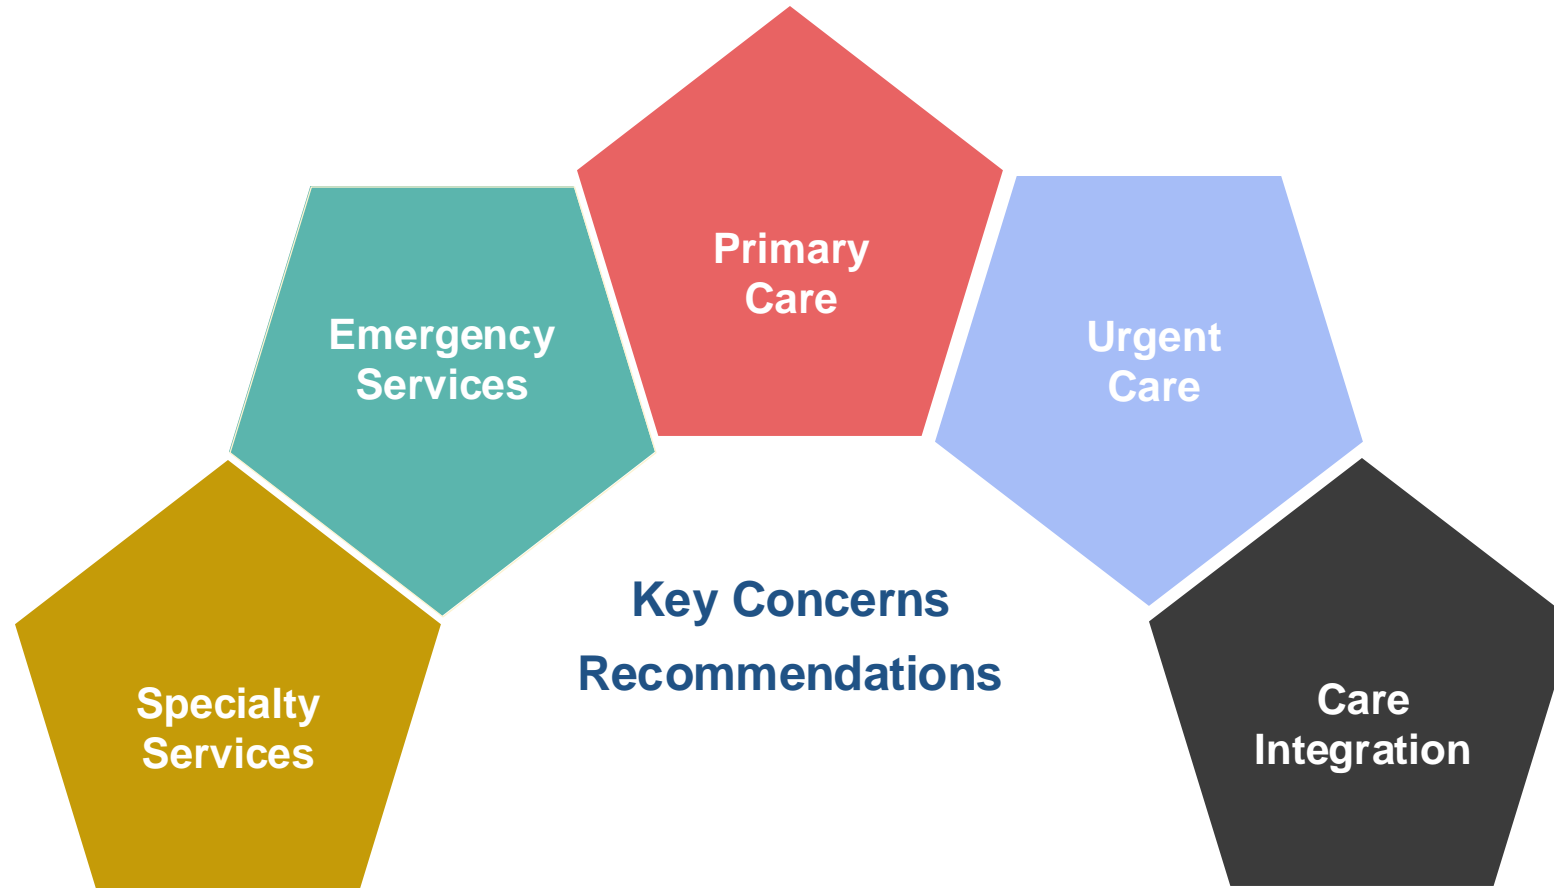 Primary
Care
Emergency
Services
Urgent
Care
Key Concerns
Recommendations
Specialty
Services
Care
Integration